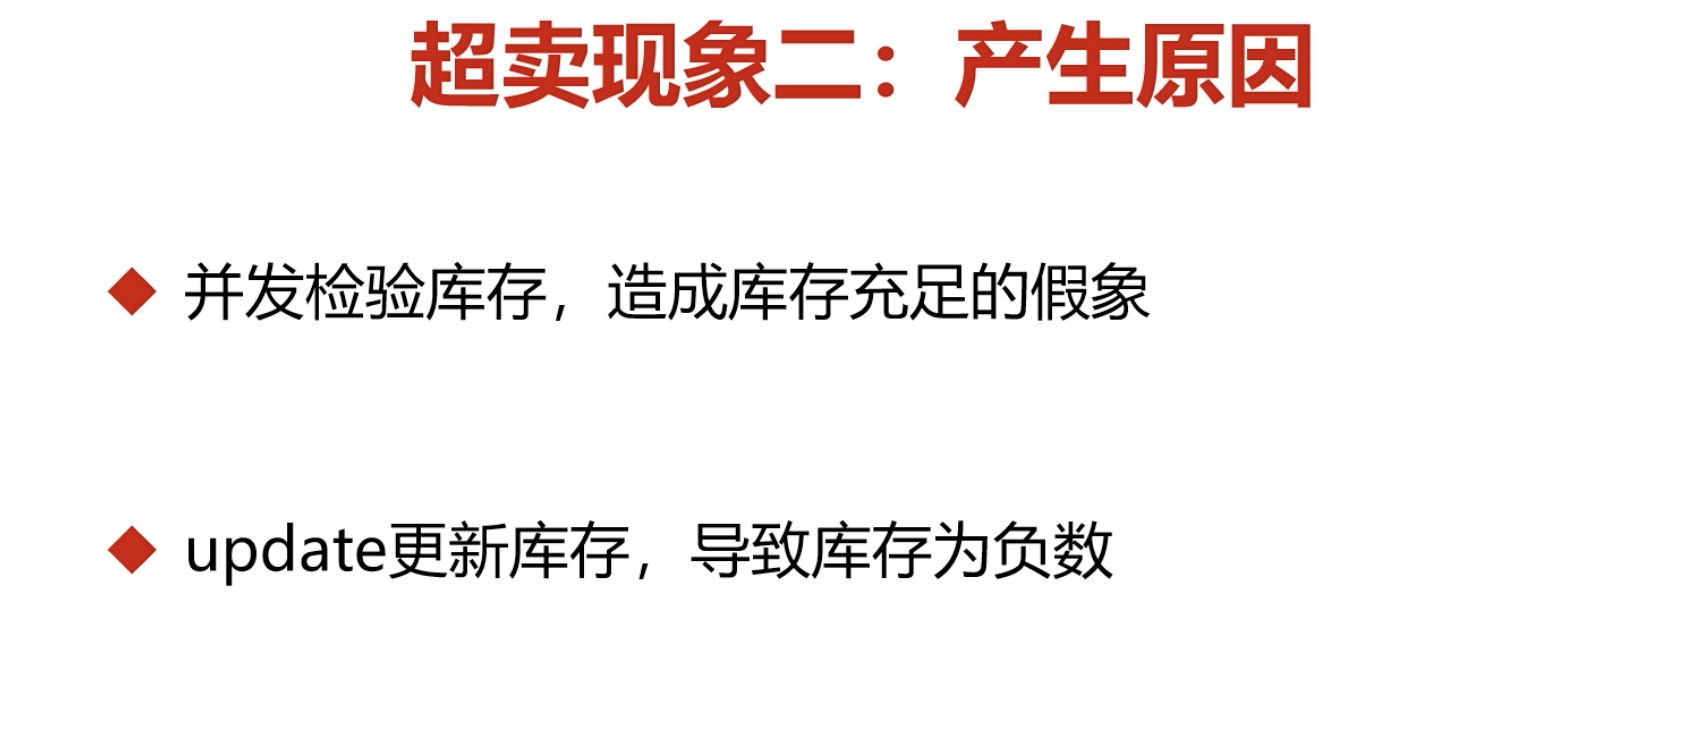 超卖现象二：产生原因
并发检验库存，造成库存充足的假象
update更新库存，导致库存为负数